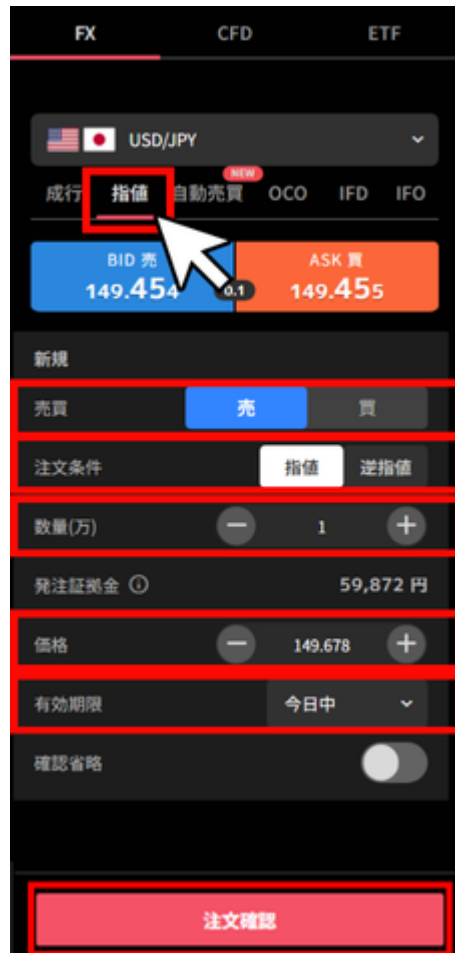 FX CFD ETF
USD/JPY
NEW
成行 指値 自動売買 OCO IFD IFO
BID 売 ASK 買
149.454 0.1 149.455
新規
売買 売 買
注文条件 指値 逆指値
数量(万) 1
発注証拠金 59,872 円
価格 149.678
有効期限 今日中
確認省略
注文確認